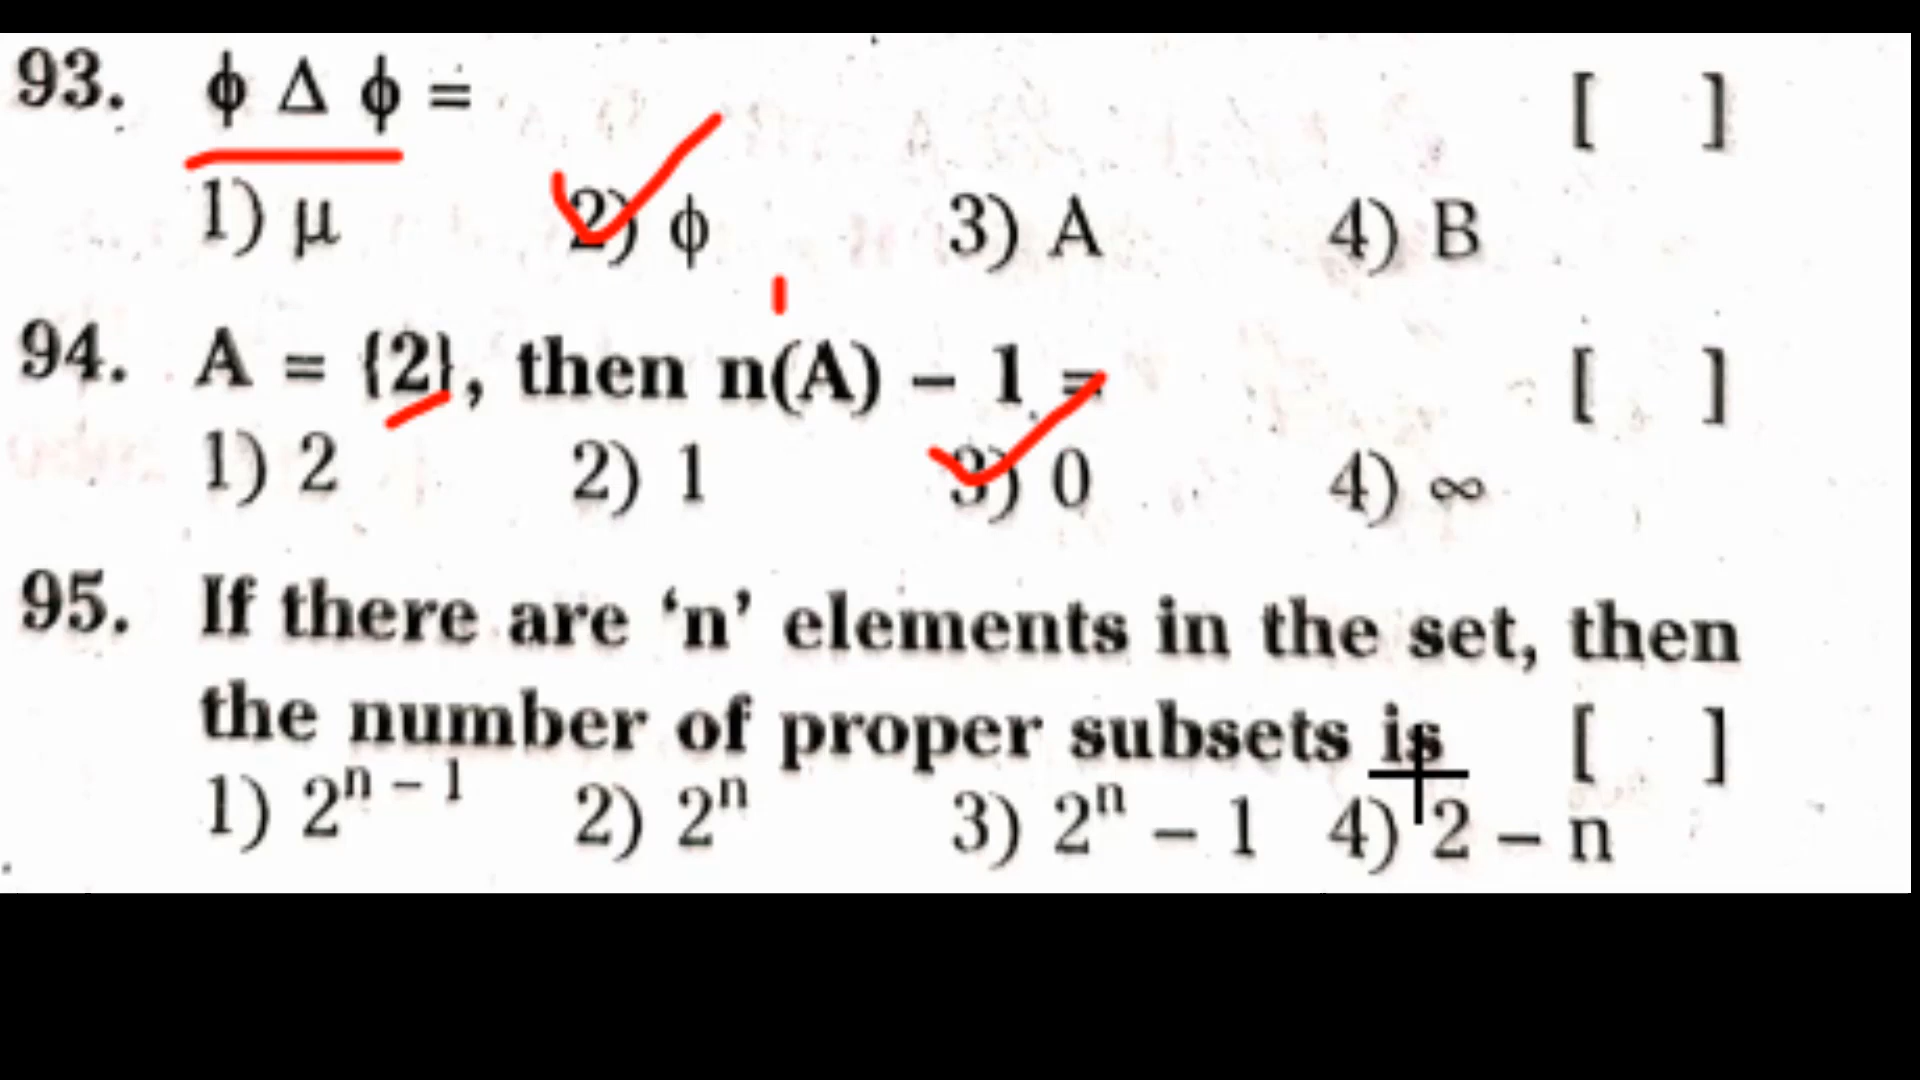 93. ϕ Δ ϕ = [ ]
1) μ 2) ϕ 3) A 4) B
94. A = {2}, then n(A) – 1 = [ ]
1) 2 2) 1 3) 0 4) ∞
95. If there are ‘n’ elements in the set, then
the number of proper subsets is [ ]
1) 2ⁿ⁻¹ 2) 2ⁿ 3) 2ⁿ – 1 4) 2 – n